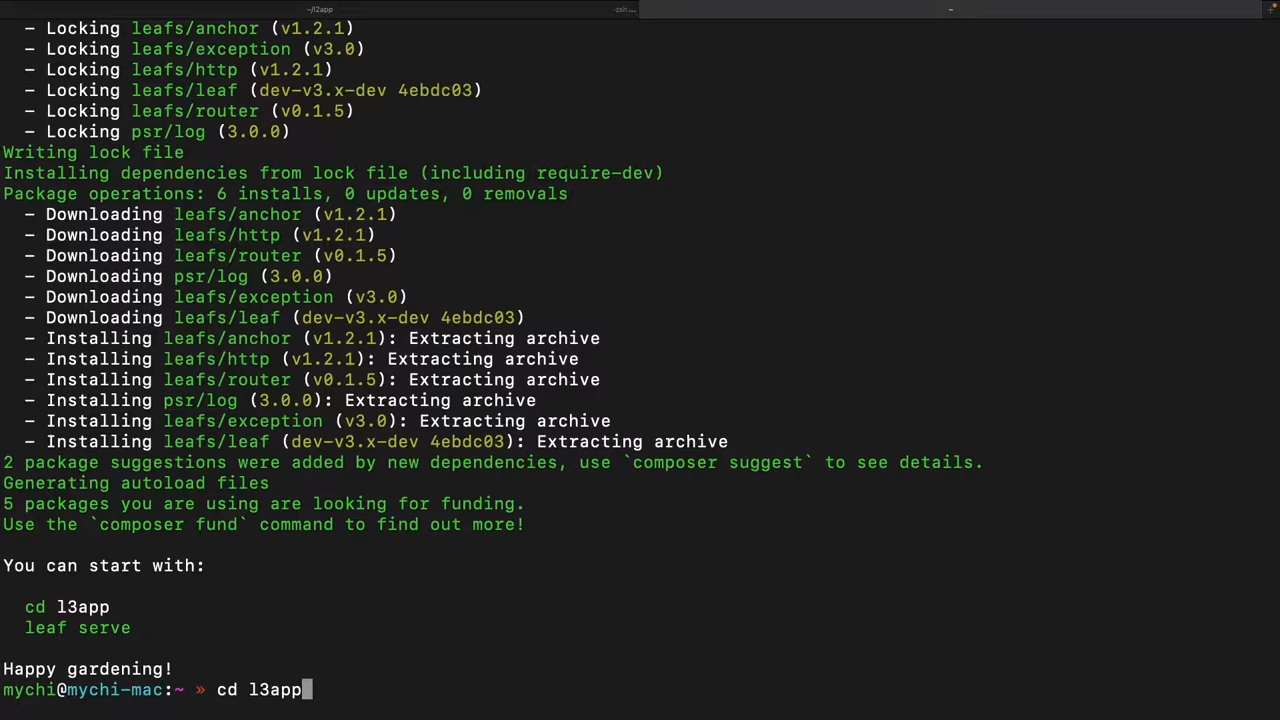 ~/l2app
-zsh ...
~
- Locking leafs/anchor (v1.2.1)
- Locking leafs/exception (v3.0)
- Locking leafs/http (v1.2.1)
- Locking leafs/leaf (dev-v3.x-dev 4ebdc03)
- Locking leafs/router (v0.1.5)
- Locking psr/log (3.0.0)
Writing lock file
Installing dependencies from lock file (including require-dev)
Package operations: 6 installs, 0 updates, 0 removals
- Downloading leafs/anchor (v1.2.1)
- Downloading leafs/http (v1.2.1)
- Downloading leafs/router (v0.1.5)
- Downloading psr/log (3.0.0)
- Downloading leafs/exception (v3.0)
- Downloading leafs/leaf (dev-v3.x-dev 4ebdc03)
- Installing leafs/anchor (v1.2.1): Extracting archive
- Installing leafs/http (v1.2.1): Extracting archive
- Installing leafs/router (v0.1.5): Extracting archive
- Installing psr/log (3.0.0): Extracting archive
- Installing leafs/exception (v3.0): Extracting archive
- Installing leafs/leaf (dev-v3.x-dev 4ebdc03): Extracting archive
2 package suggestions were added by new dependencies, use `composer suggest` to see details.
Generating autoload files
5 packages you are using are looking for funding.
Use the `composer fund` command to find out more!
You can start with:
cd l3app
leaf serve
Happy gardening!
mychi@mychi-mac:~ » cd l3app